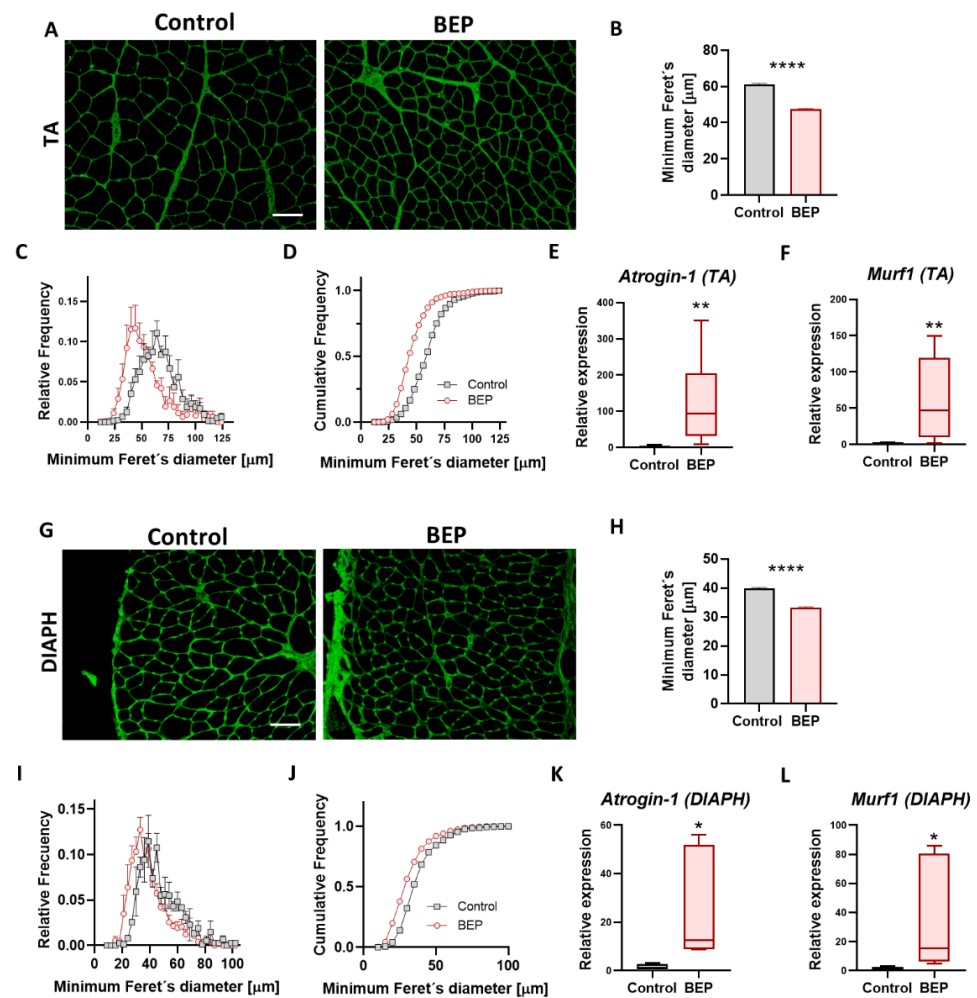 A
Control
BEP
TA
B
Minimum Feret´s
diameter [μm]
80
60
40
20
0
****
Control BEP
C
Relative Frequency
0.15
0.10
0.05
0.00
0 25 50 75 100 125
Minimum Feret´s diameter [μm]
D
Cumulative Frequency
1.0
0.5
0.0
Control
BEP
0 25 50 75 100 125
Minimum Feret´s diameter [μm]
E
Atrogin-1 (TA)
Relative expression
400
300
200
100
0
**
Control BEP
F
Murf1 (TA)
Relative expression
200
150
100
50
0
**
Control BEP
G
Control
BEP
DIAPH
H
Minimum Feret´s
diameter [μm]
50
40
30
20
10
0
****
Control BEP
I
Relative Frequency
0.15
0.10
0.05
0.00
0 20 40 60 80 100
Minimum Feret´s diameter [μm]
J
Cumulative Frequency
1.0
0.5
0.0
Control
BEP
0 50 100
Minimum Feret´s diameter [μm]
K
Atrogin-1 (DIAPH)
Relative expression
60
40
20
0
*
Control BEP
L
Murf1 (DIAPH)
Relative expression
100
80
60
40
20
0
*
Control BEP